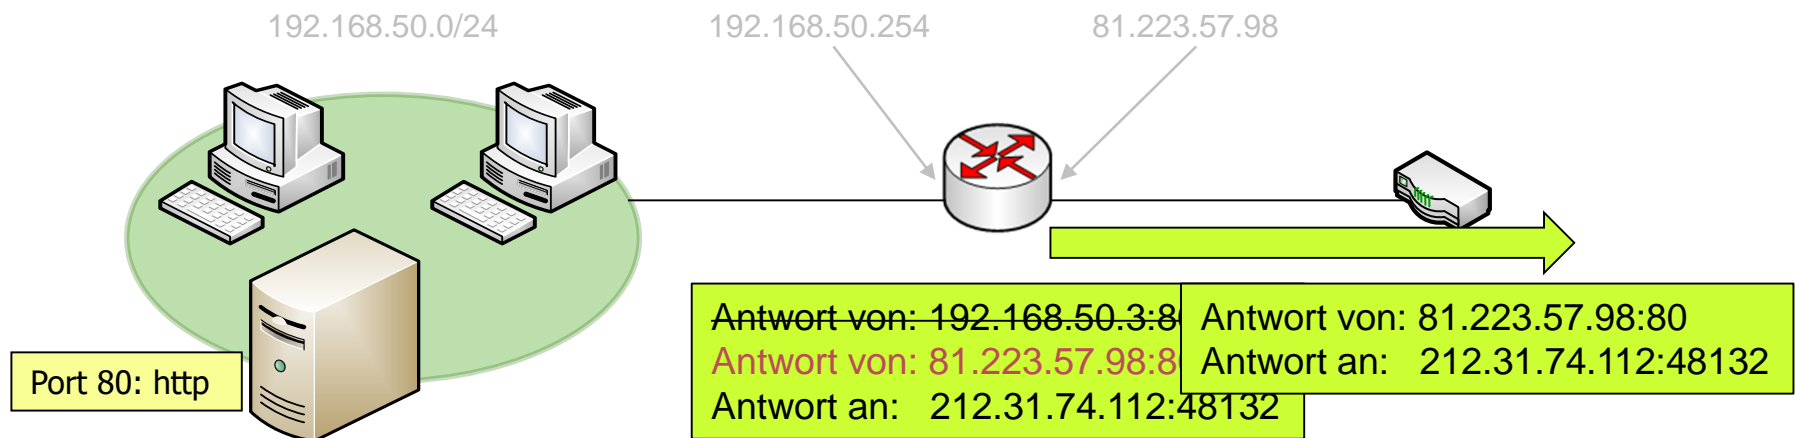 192.168.50.0/24
192.168.50.254
81.223.57.98
Antwort von: 192.168.50.3:8
Antwort von: 81.223.57.98:8
Antwort an: 212.31.74.112:48132
Antwort von: 81.223.57.98:80
Antwort an: 212.31.74.112:48132
Port 80: http